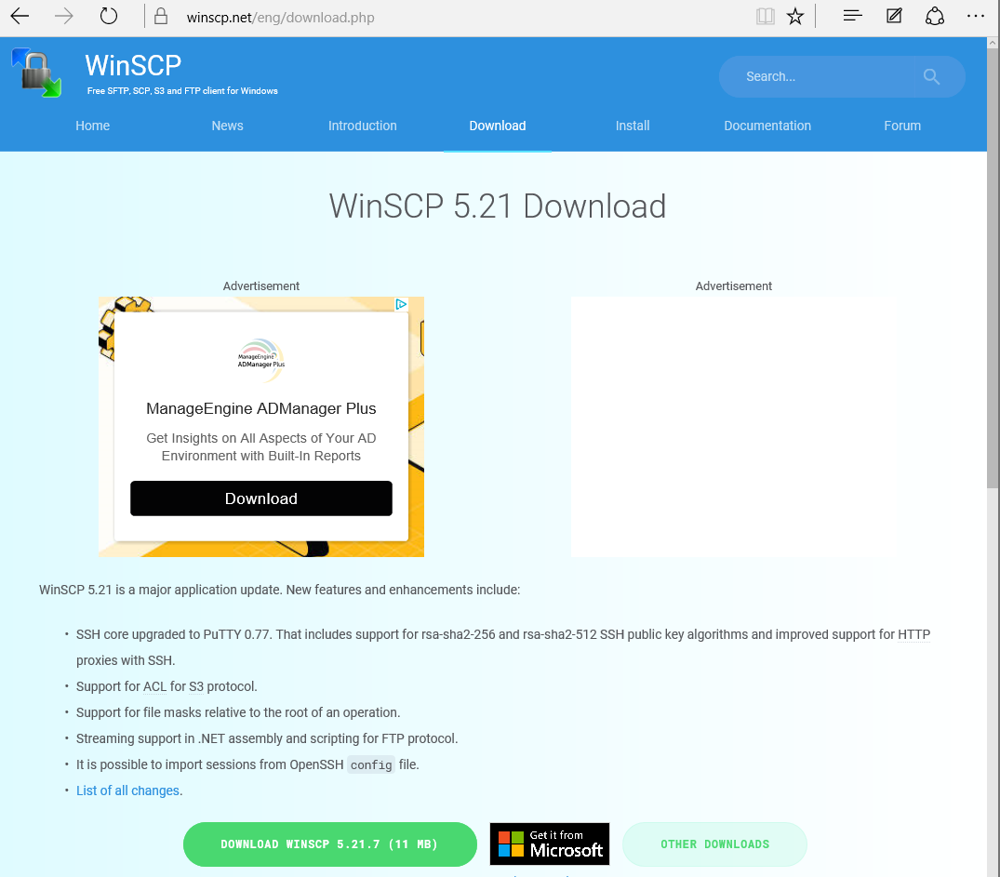 winscp.net/eng/download.php
WinSCP
Free SFTP, SCP, S3 and FTP client for Windows
Search...
Home News Introduction Download Install Documentation Forum
WinSCP 5.21 Download
Advertisement Advertisement
ManageEngine
ADManager Plus
ManageEngine ADManager Plus
Get Insights on All Aspects of Your AD
Environment with Built-In Reports
Download
WinSCP 5.21 is a major application update. New features and enhancements include:
• SSH core upgraded to PuTTY 0.77. That includes support for rsa-sha2-256 and rsa-sha2-512 SSH public key algorithms and improved support for HTTP
proxies with SSH.
• Support for ACL for S3 protocol.
• Support for file masks relative to the root of an operation.
• Streaming support in .NET assembly and scripting for FTP protocol.
• It is possible to import sessions from OpenSSH config file.
• List of all changes.
DOWNLOAD WINSCP 5.21.7 (11 MB) Get it from OTHER DOWNLOADS
Microsoft